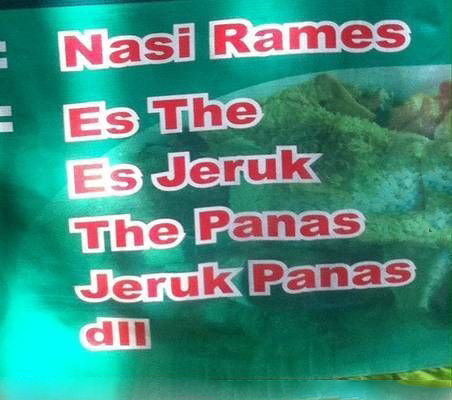 Nasi Rames
Es The
Es Jeruk
The Panas
Jeruk Panas
dll